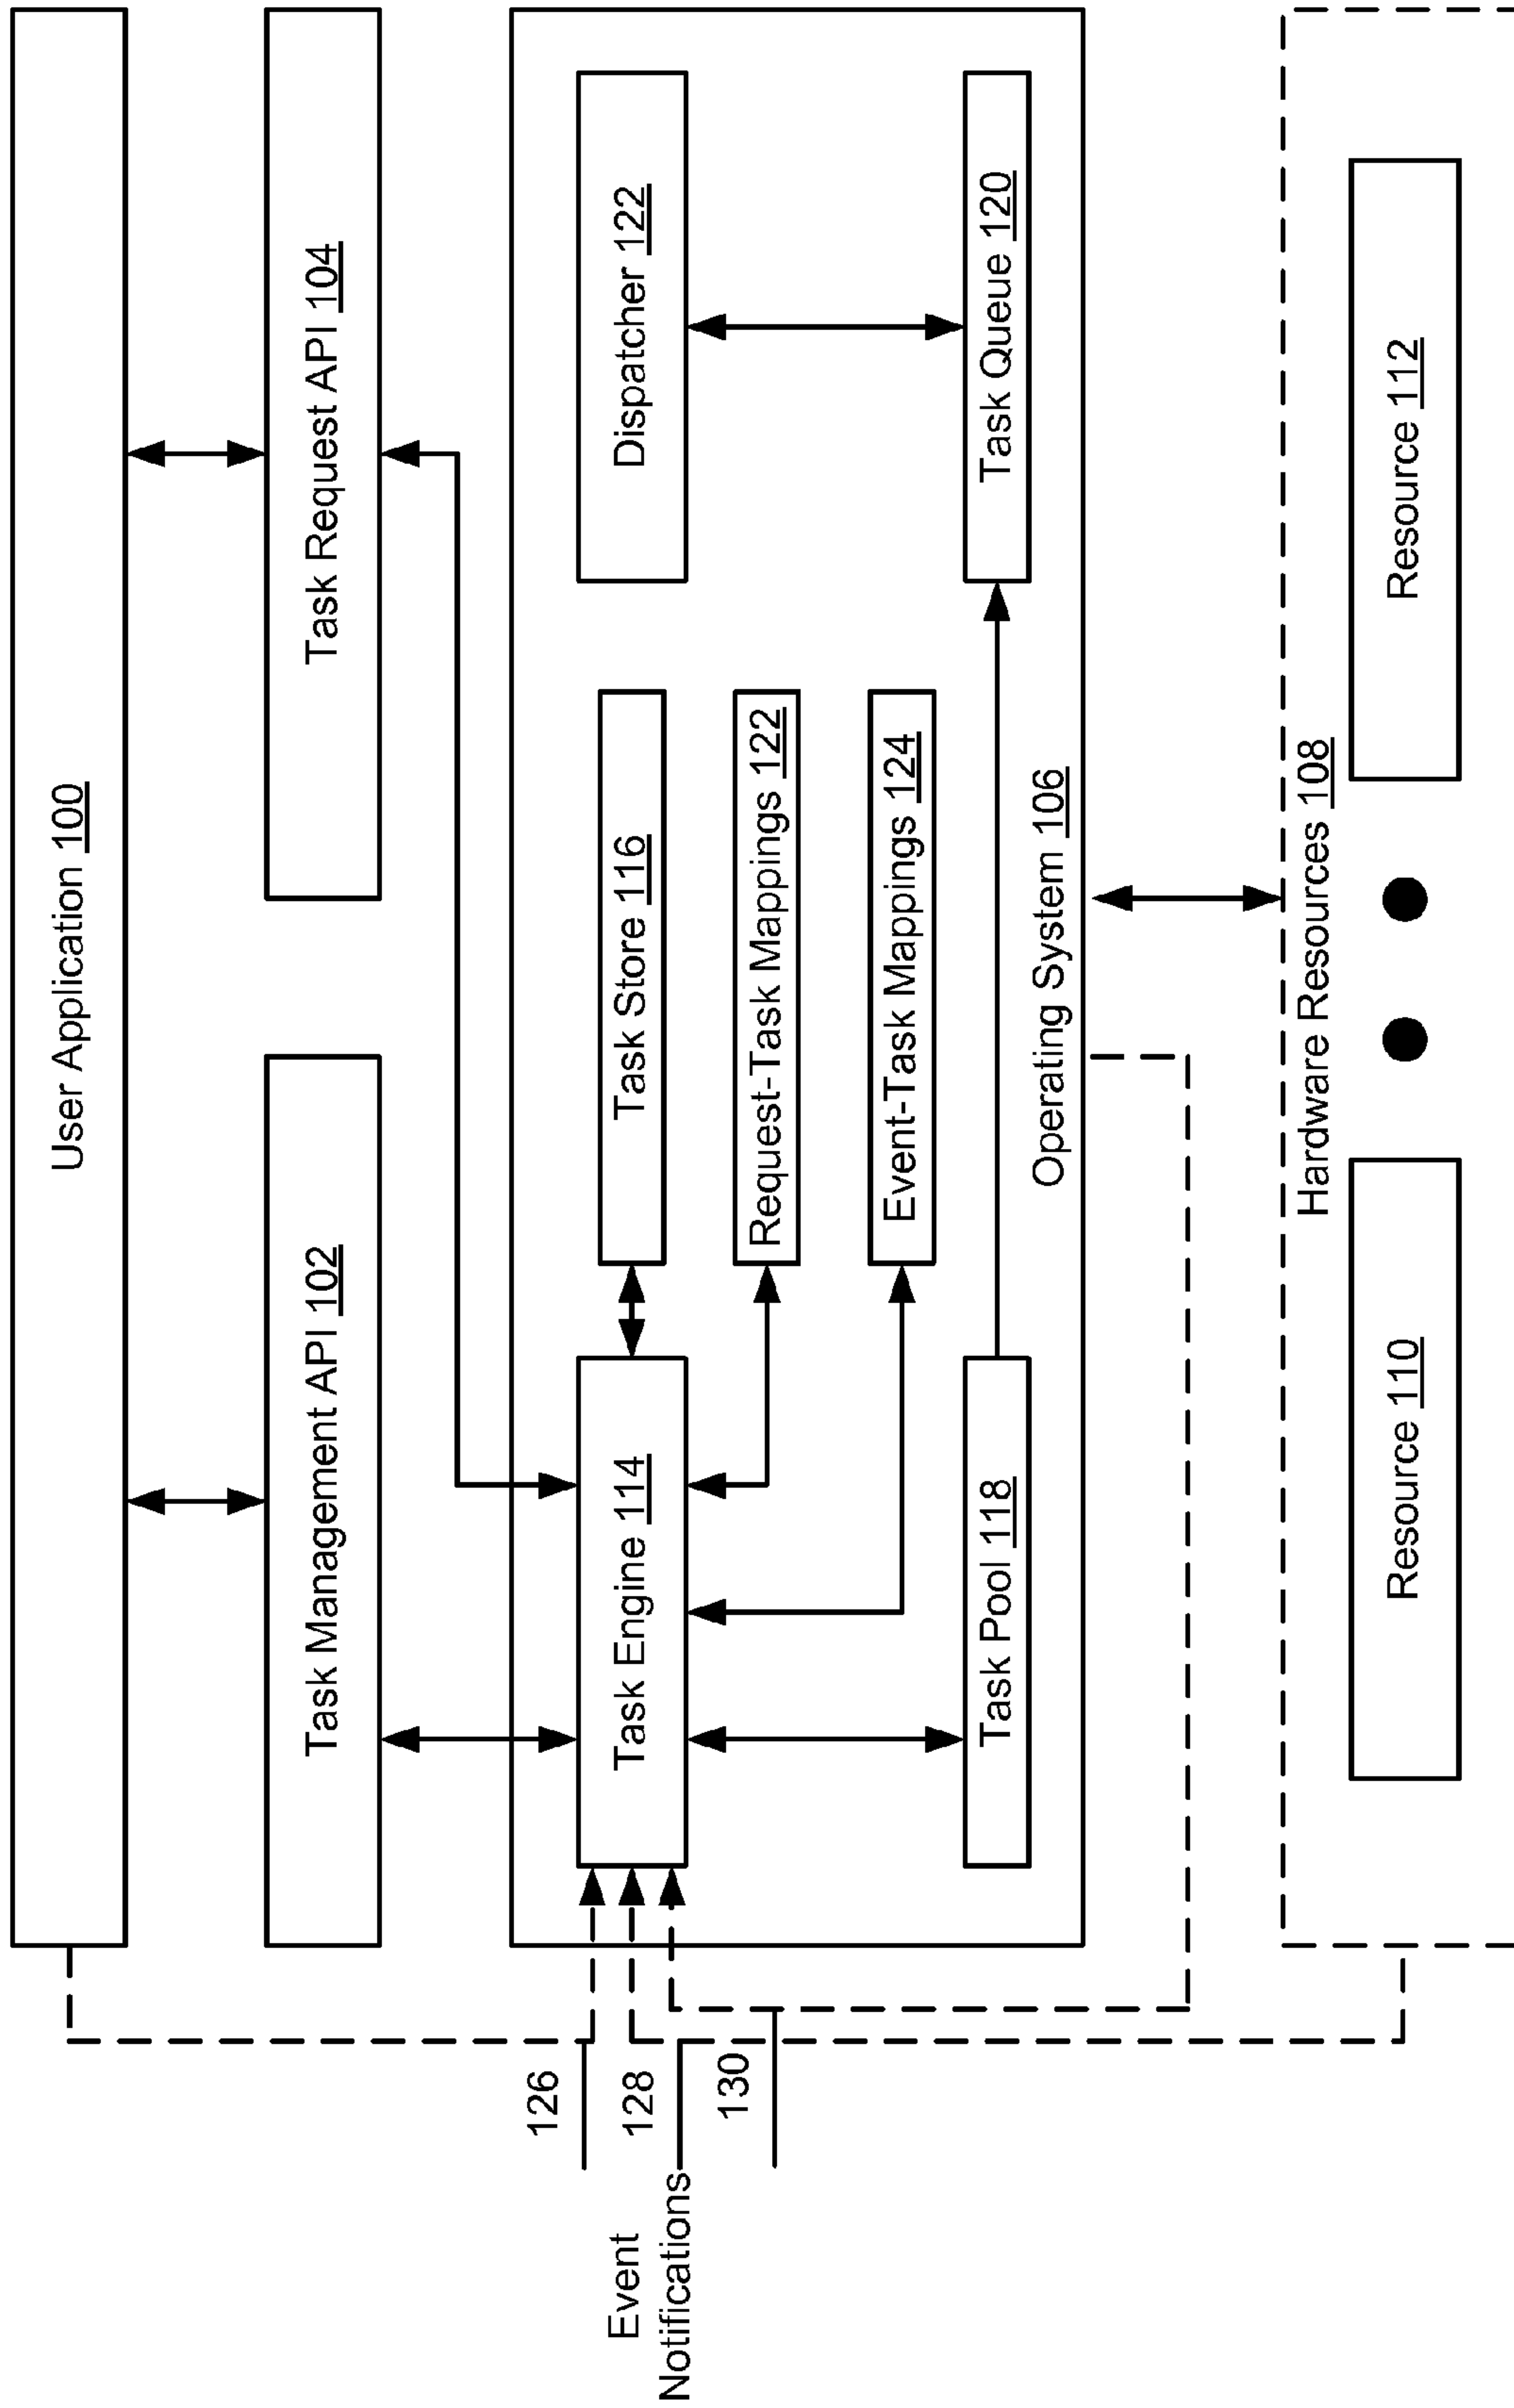 User Application 100
Task Management API 102
Task Request API 104
Task Engine 114
Task Store 116
Dispatcher 122
Request-Task Mappings 122
Event-Task Mappings 124
Task Pool 118
Task Queue 120
Operating System 106
126
128
130
Event
Notifications
Hardware Resources 108
Resource 110
Resource 112